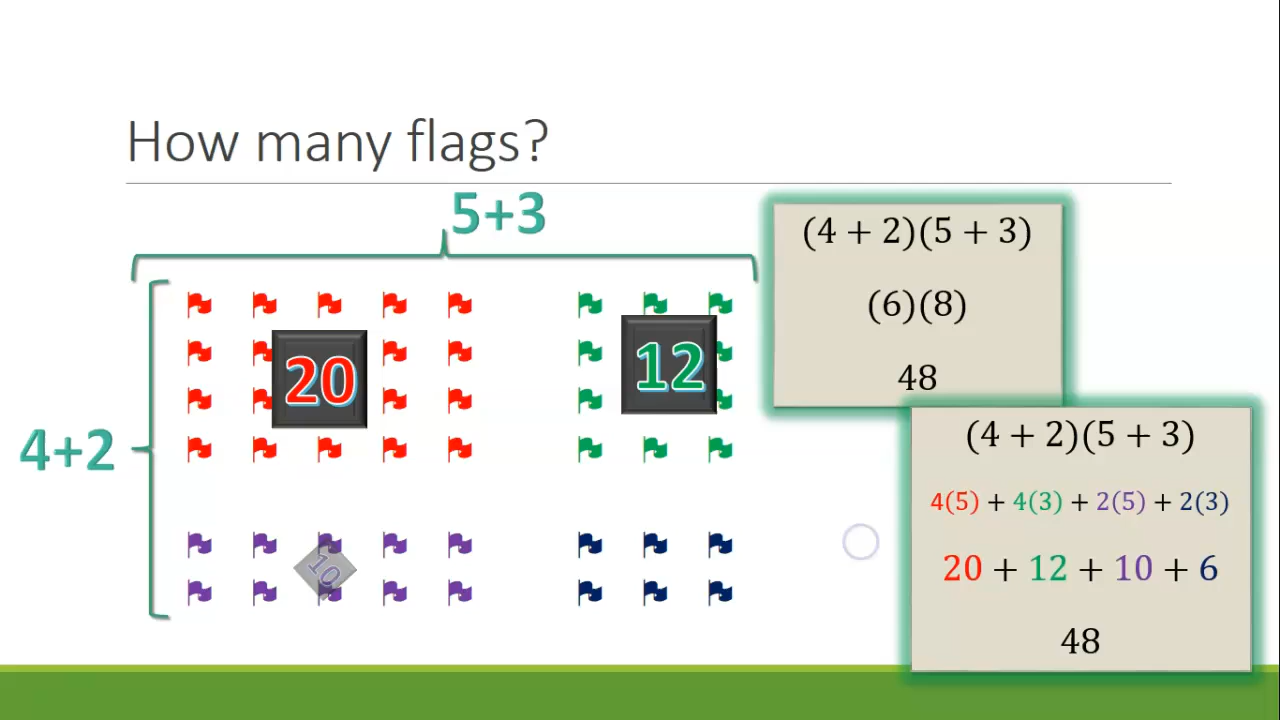 How many flags?
5+3
4+2
20
12
10
(4 + 2)(5 + 3)
(6)(8)
48
(4 + 2)(5 + 3)
4(5) + 4(3) + 2(5) + 2(3)
20 + 12 + 10 + 6
48